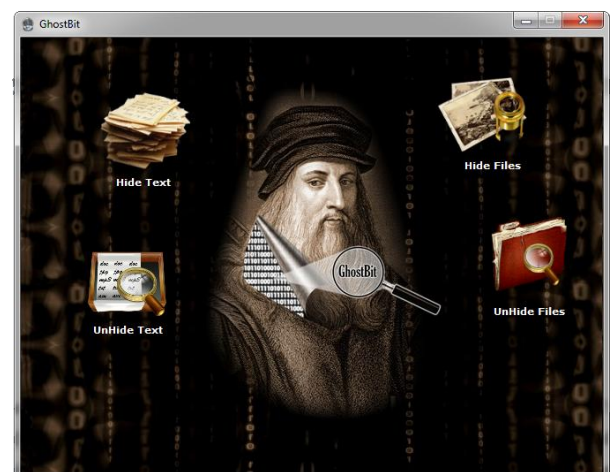 GhostBit
Hide Text
Hide Files
GhostBit
UnHide Text
UnHide Files